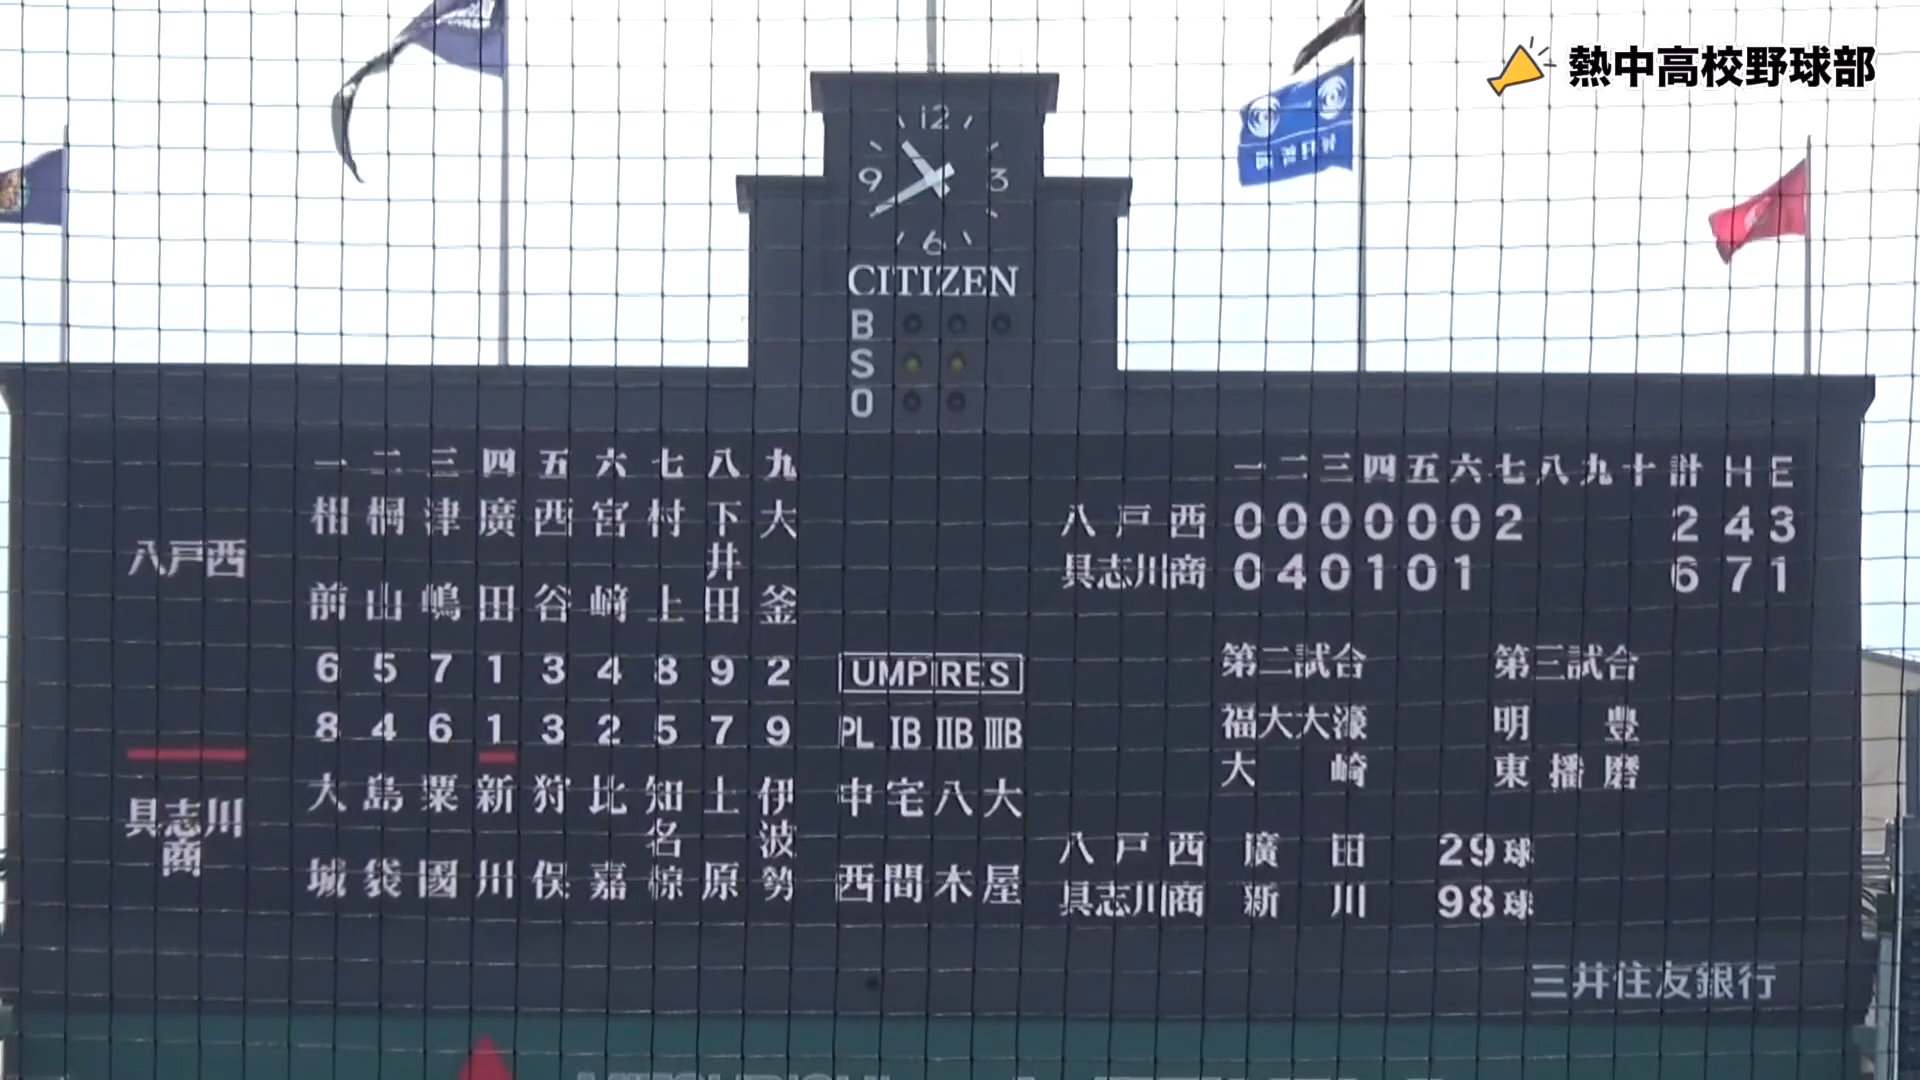 熱中高校野球部
12
9 3
6
CITIZEN
B
S
O
一 二 三 四 五 六 七 八 九
八戸西
相前 桐山 津嶋 廣田 西谷 宮﨑 村上 下井田 大釜
6 5 7 1 3 4 8 9 2
8 4 6 1 3 2 5 7 9
具志川商
大城 島袋 粟國 新川 狩俣 比嘉 知名椋 上原 伊波勢
UMPIRES
PL IB IIB IIIB
中西 宅間 八木 大屋
一 二 三 四 五 六 七 八 九 十 計 H E
八戸西 0 0 0 0 0 0 2 2 4 3
具志川商 0 4 0 1 0 1 6 7 1
第二試合 第三試合
福大大濠 明豊
大崎 東播磨
八戸西 廣田 29球
具志川商 新川 98球
三井住友銀行